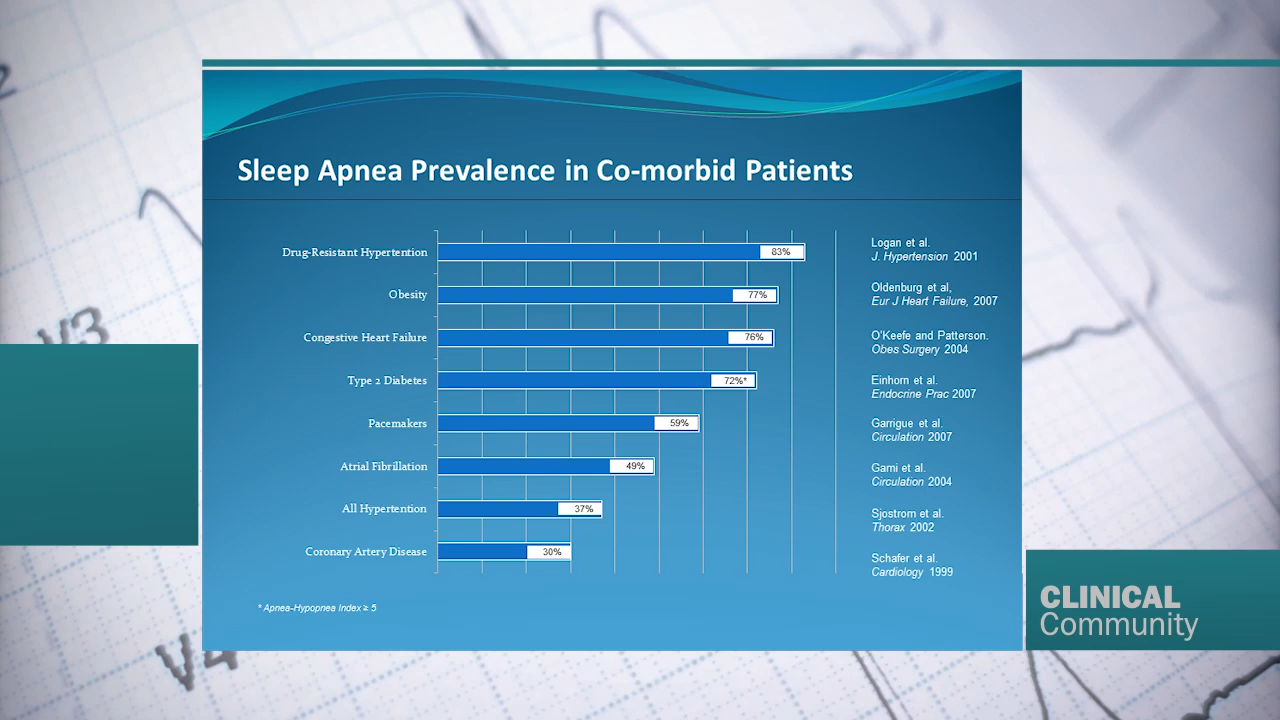 Sleep Apnea Prevalence in Co-morbid Patients
Drug-Resistant Hypertention
83%
Logan et al.
J. Hypertension 2001
Obesity
77%
Oldenburg et al,
Eur J Heart Failure, 2007
Congestive Heart Failure
76%
O'Keefe and Patterson.
Obes Surgery 2004
Type 2 Diabetes
72%*
Einhorn et al.
Endocrine Prac 2007
Pacemakers
59%
Garrigue et al.
Circulation 2007
Atrial Fibrillation
49%
Gami et al.
Circulation 2004
All Hypertention
37%
Sjostrom et al.
Thorax 2002
Coronary Artery Disease
30%
Schafer et al.
Cardiology 1999
* Apnea-Hypopnea Index ≥ 5
V3
V4
CLINICAL
Community